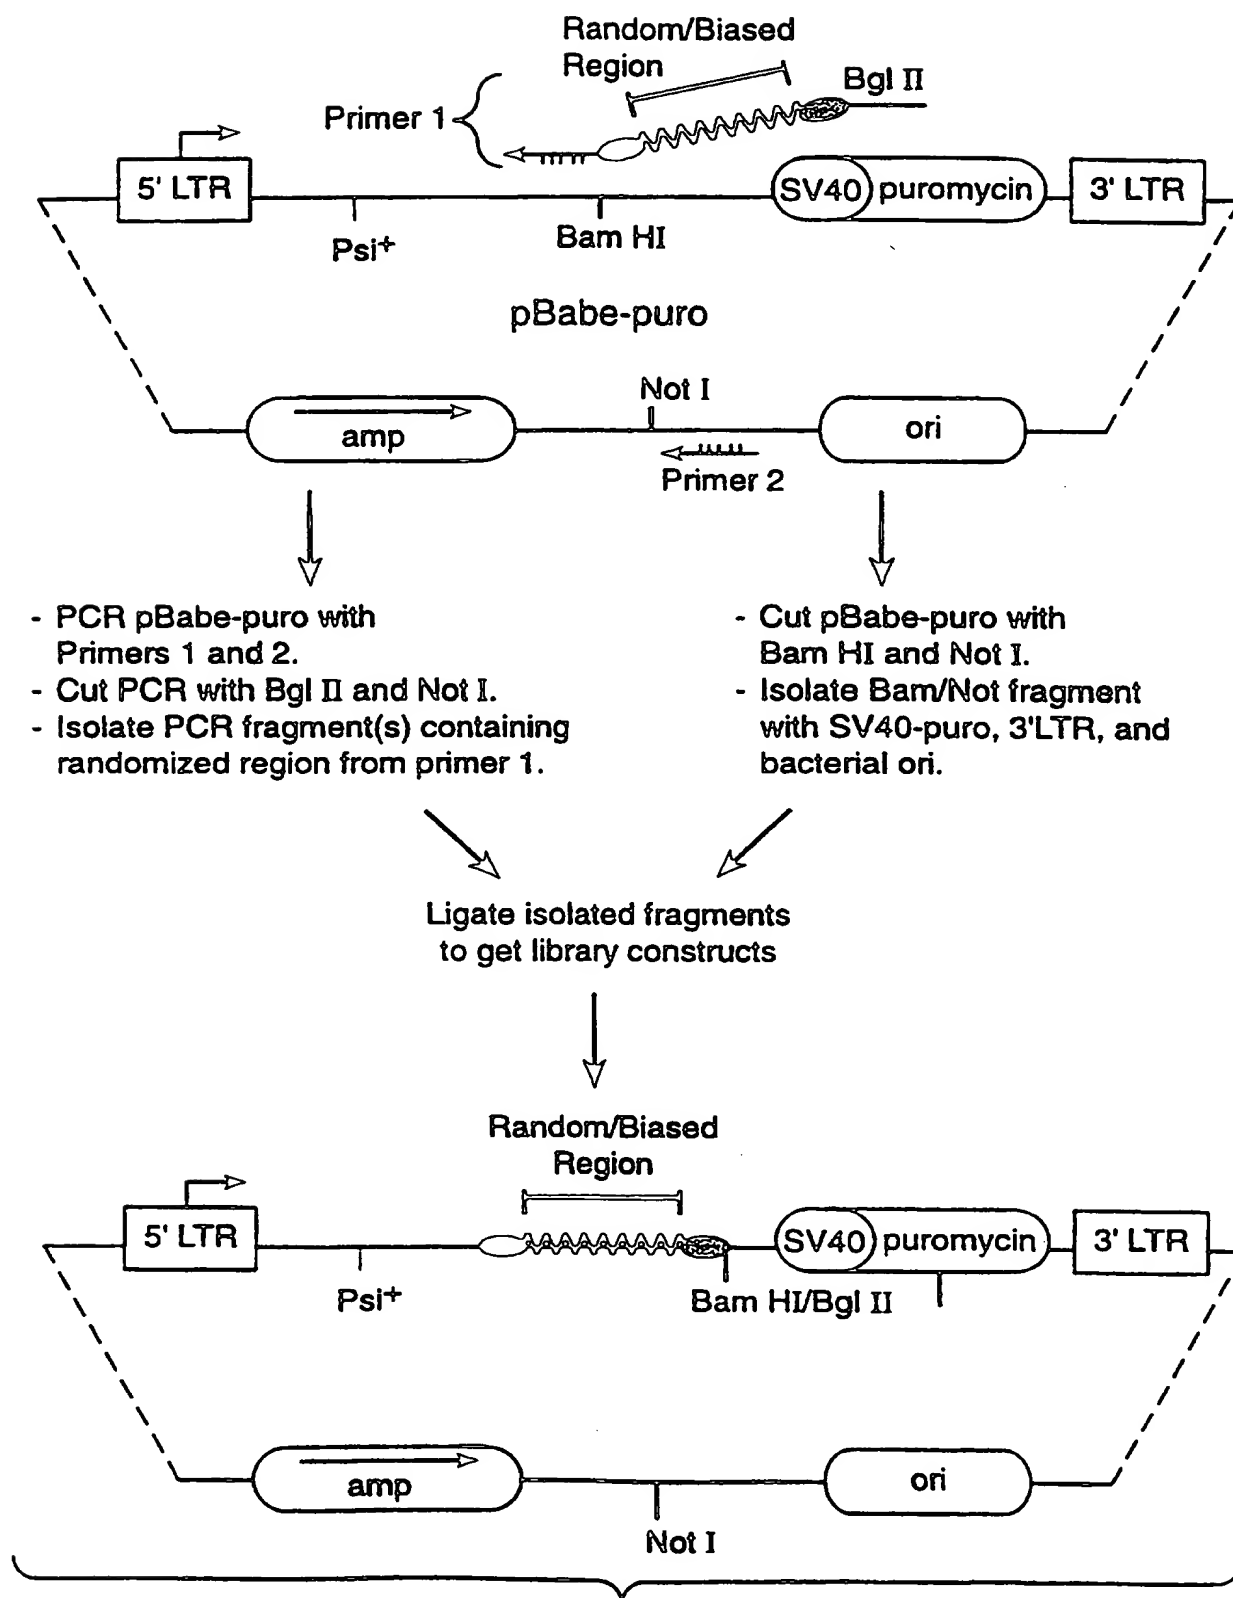 Random/Biased
Region
Bgl II
Primer 1
5' LTR
SV40
puromycin
3' LTR
Psi+
Bam HI
pBabe-puro
Not I
amp
ori
Primer 2
- PCR pBabe-puro with
Primers 1 and 2.
- Cut PCR with Bgl II and Not I.
- Isolate PCR fragment(s) containing
randomized region from primer 1.
- Cut pBabe-puro with
Bam HI and Not I.
- Isolate Bam/Not fragment
with SV40-puro, 3'LTR, and
bacterial ori.
Ligate isolated fragments
to get library constructs
Random/Biased
Region
5' LTR
SV40
puromycin
3' LTR
Psi+
Bam HI/Bgl II
amp
ori
Not I